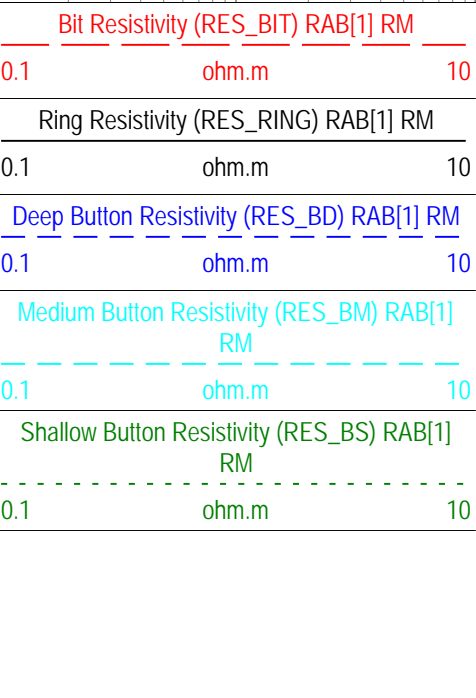 Bit Resistivity (RES_BIT) RAB[1] RM
0.1 ohm.m 10
Ring Resistivity (RES_RING) RAB[1] RM
0.1 ohm.m 10
Deep Button Resistivity (RES_BD) RAB[1] RM
0.1 ohm.m 10
Medium Button Resistivity (RES_BM) RAB[1]
RM
0.1 ohm.m 10
Shallow Button Resistivity (RES_BS) RAB[1]
RM
0.1 ohm.m 10